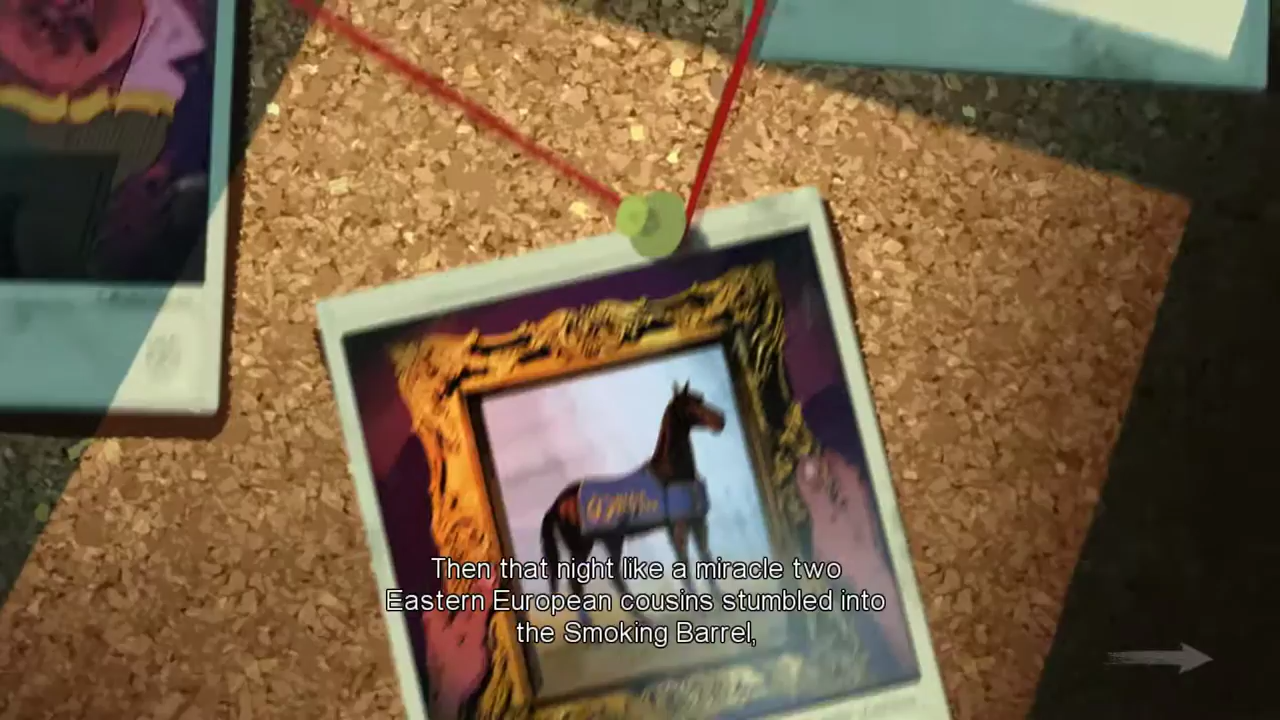 Then that night like a miracle two
Eastern European cousins stumbled into
the Smoking Barrel,